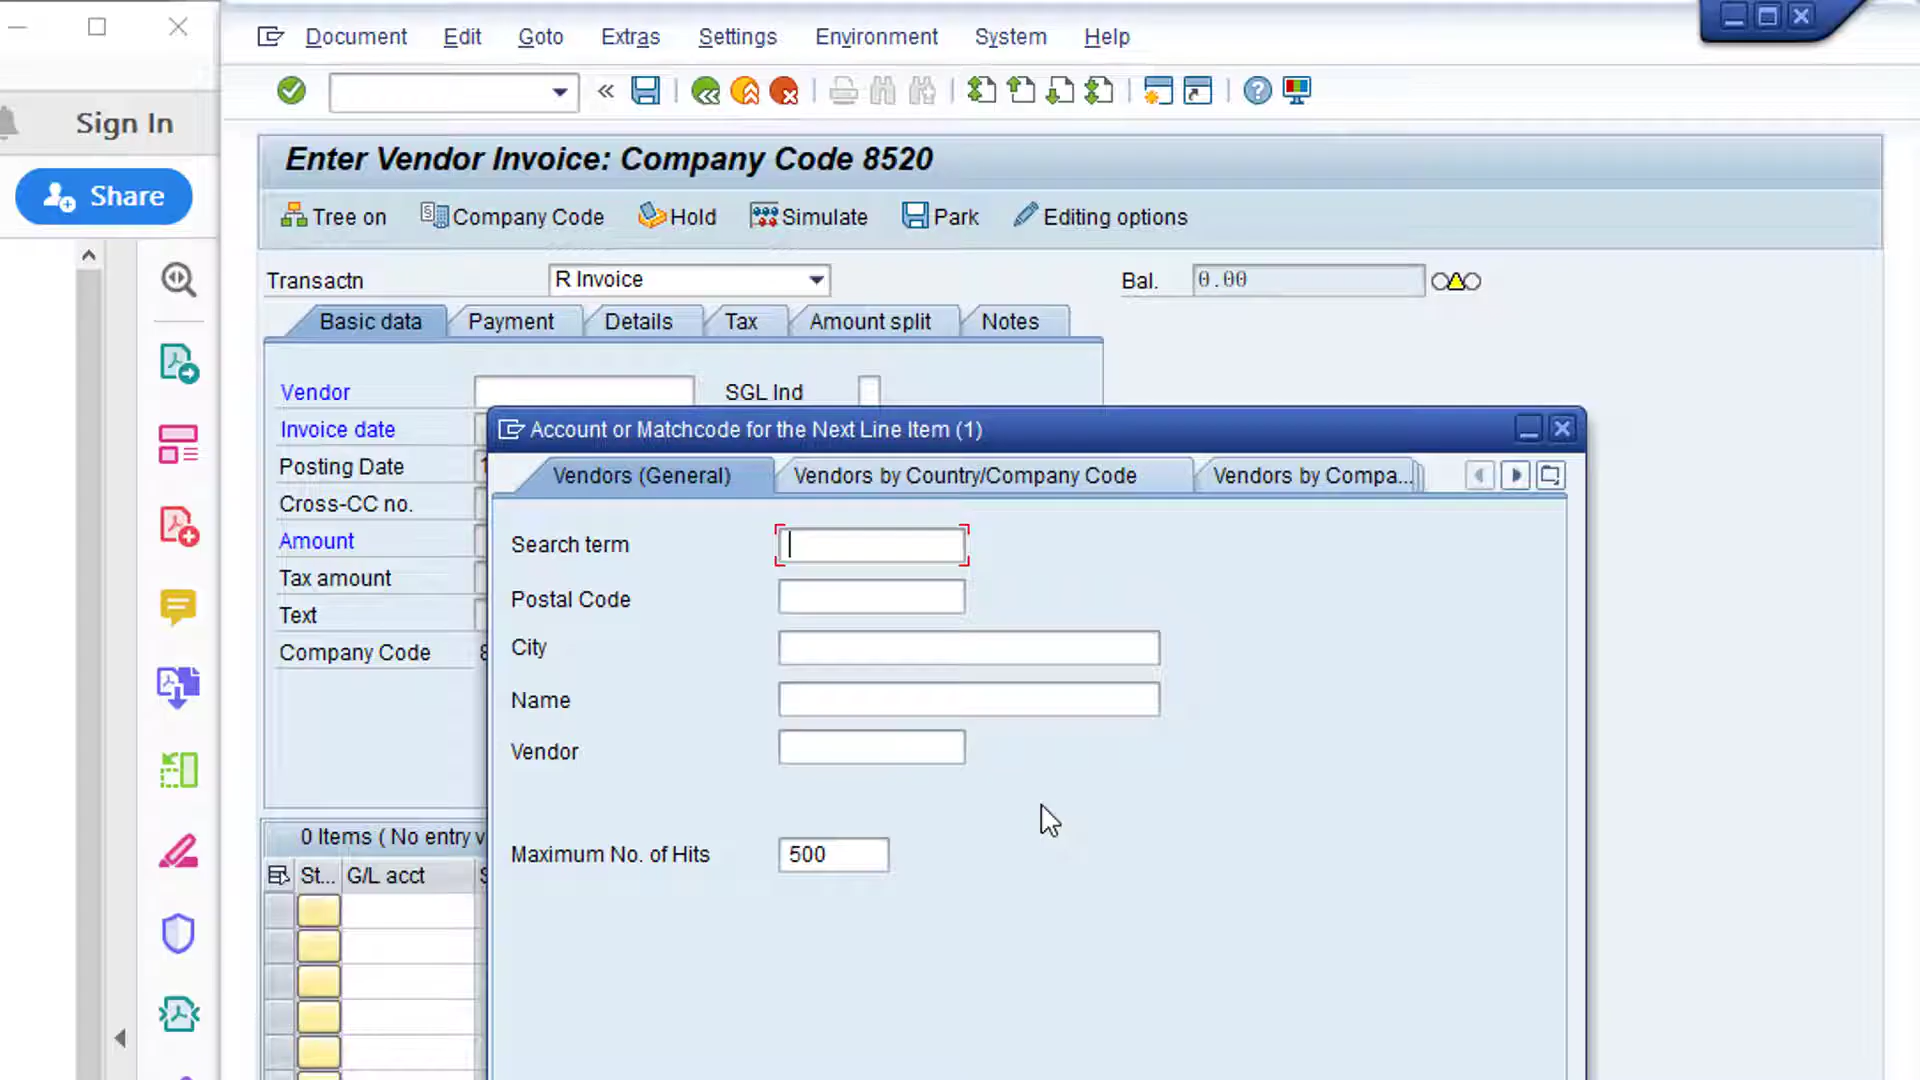 Document Edit Goto Extras Settings Environment System Help
Sign In
Share
Enter Vendor Invoice: Company Code 8520
Tree on Company Code Hold Simulate Park Editing options
Transactn R Invoice Bal. 0.00
Basic data Payment Details Tax Amount split Notes
Vendor SGL Ind
Invoice date
Posting Date
Cross-CC no.
Amount
Tax amount
Text
Company Code 8
0 Items ( No entry v
St... G/L acct S
Account or Matchcode for the Next Line Item (1)
Vendors (General) Vendors by Country/Company Code Vendors by Compa...
Search term
Postal Code
City
Name
Vendor
Maximum No. of Hits 500